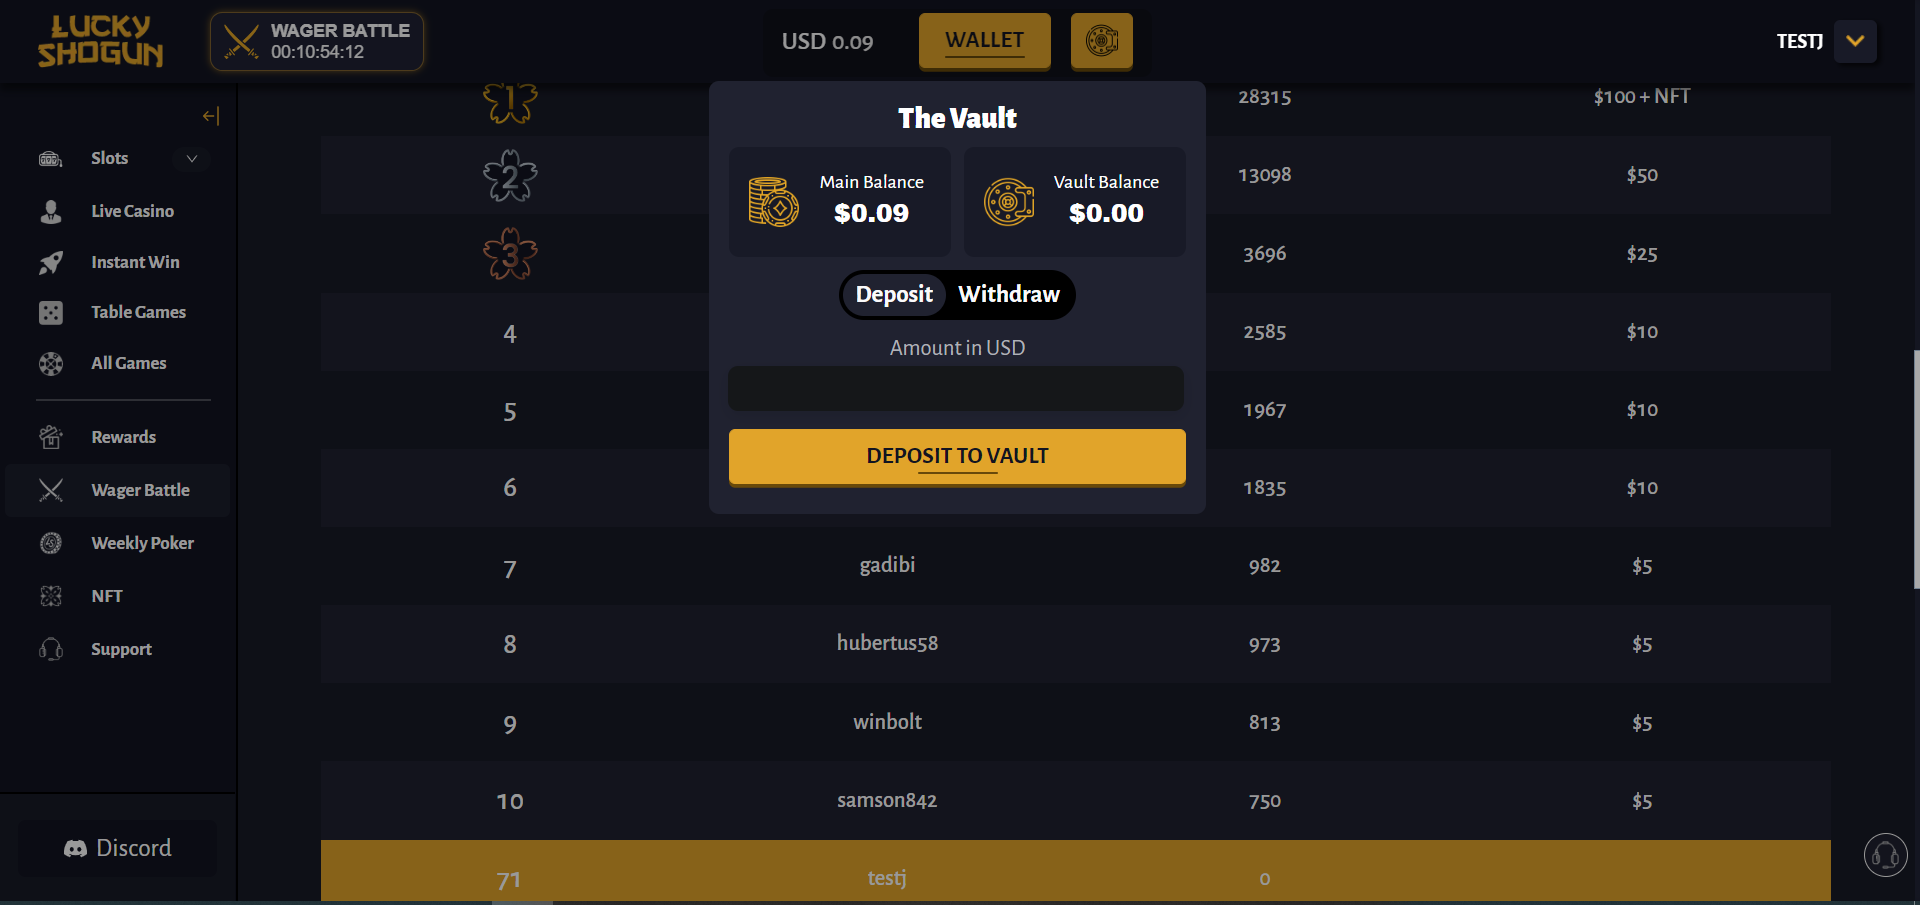 LUCKY
SHOGUN
WAGER BATTLE
00:10:54:12
USD 0.09
WALLET
TESTJ
Slots
Live Casino
Instant Win
Table Games
All Games
Rewards
Wager Battle
Weekly Poker
NFT
Support
Discord
The Vault
Main Balance
$0.09
Vault Balance
$0.00
Deposit Withdraw
Amount in USD
DEPOSIT TO VAULT
1 28315 $100 + NFT
2 13098 $50
3 3696 $25
4 2585 $10
5 1967 $10
6 1835 $10
7 gadibi 982 $5
8 hubertus58 973 $5
9 winbolt 813 $5
10 samson842 750 $5
71 testj 0